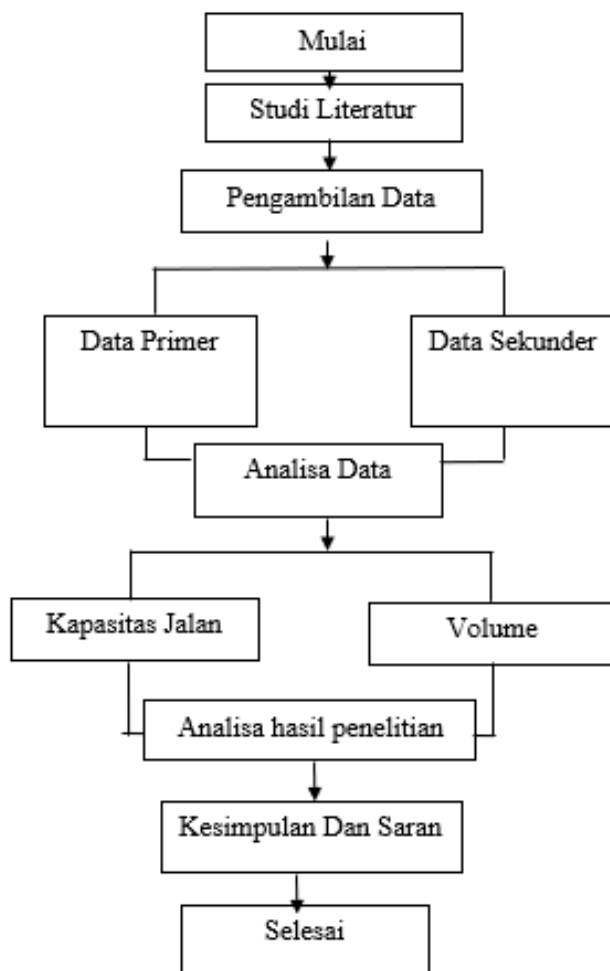 Mulai
Studi Literatur
Pengambilan Data
Data Primer
Data Sekunder
Analisa Data
Kapasitas Jalan
Volume
Analisa hasil penelitian
Kesimpulan Dan Saran
Selesai